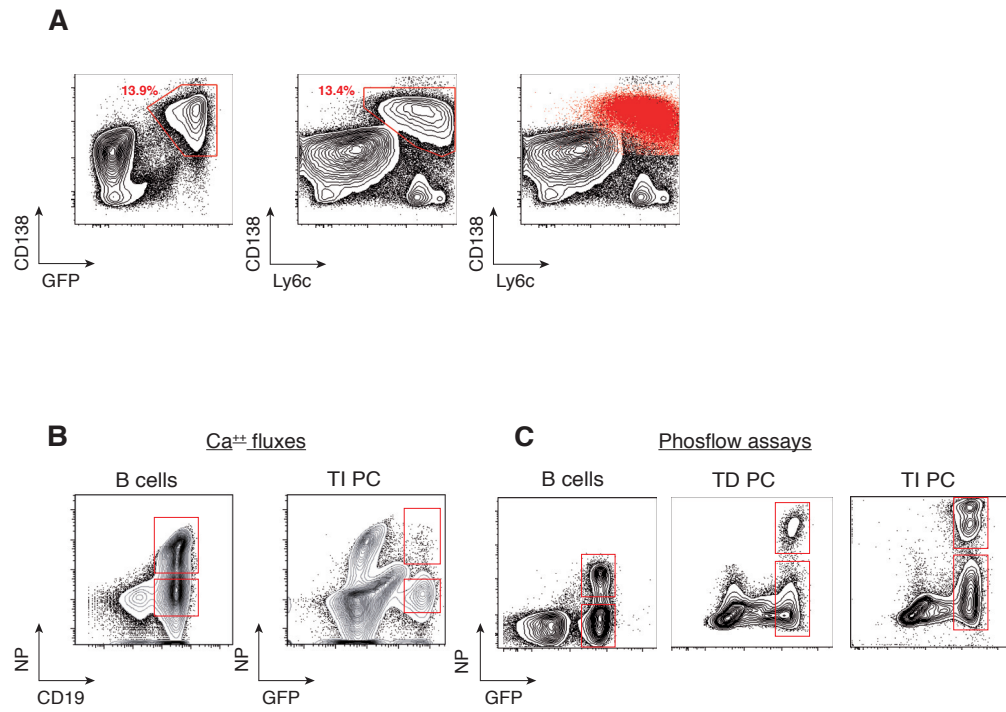 A
13.9%
13.4%
CD138
GFP
CD138
Ly6c
CD138
Ly6c
B
C
Ca++ fluxes
Phosflow assays
B cells
TI PC
B cells
TD PC
TI PC
NP
CD19
NP
GFP
NP
GFP